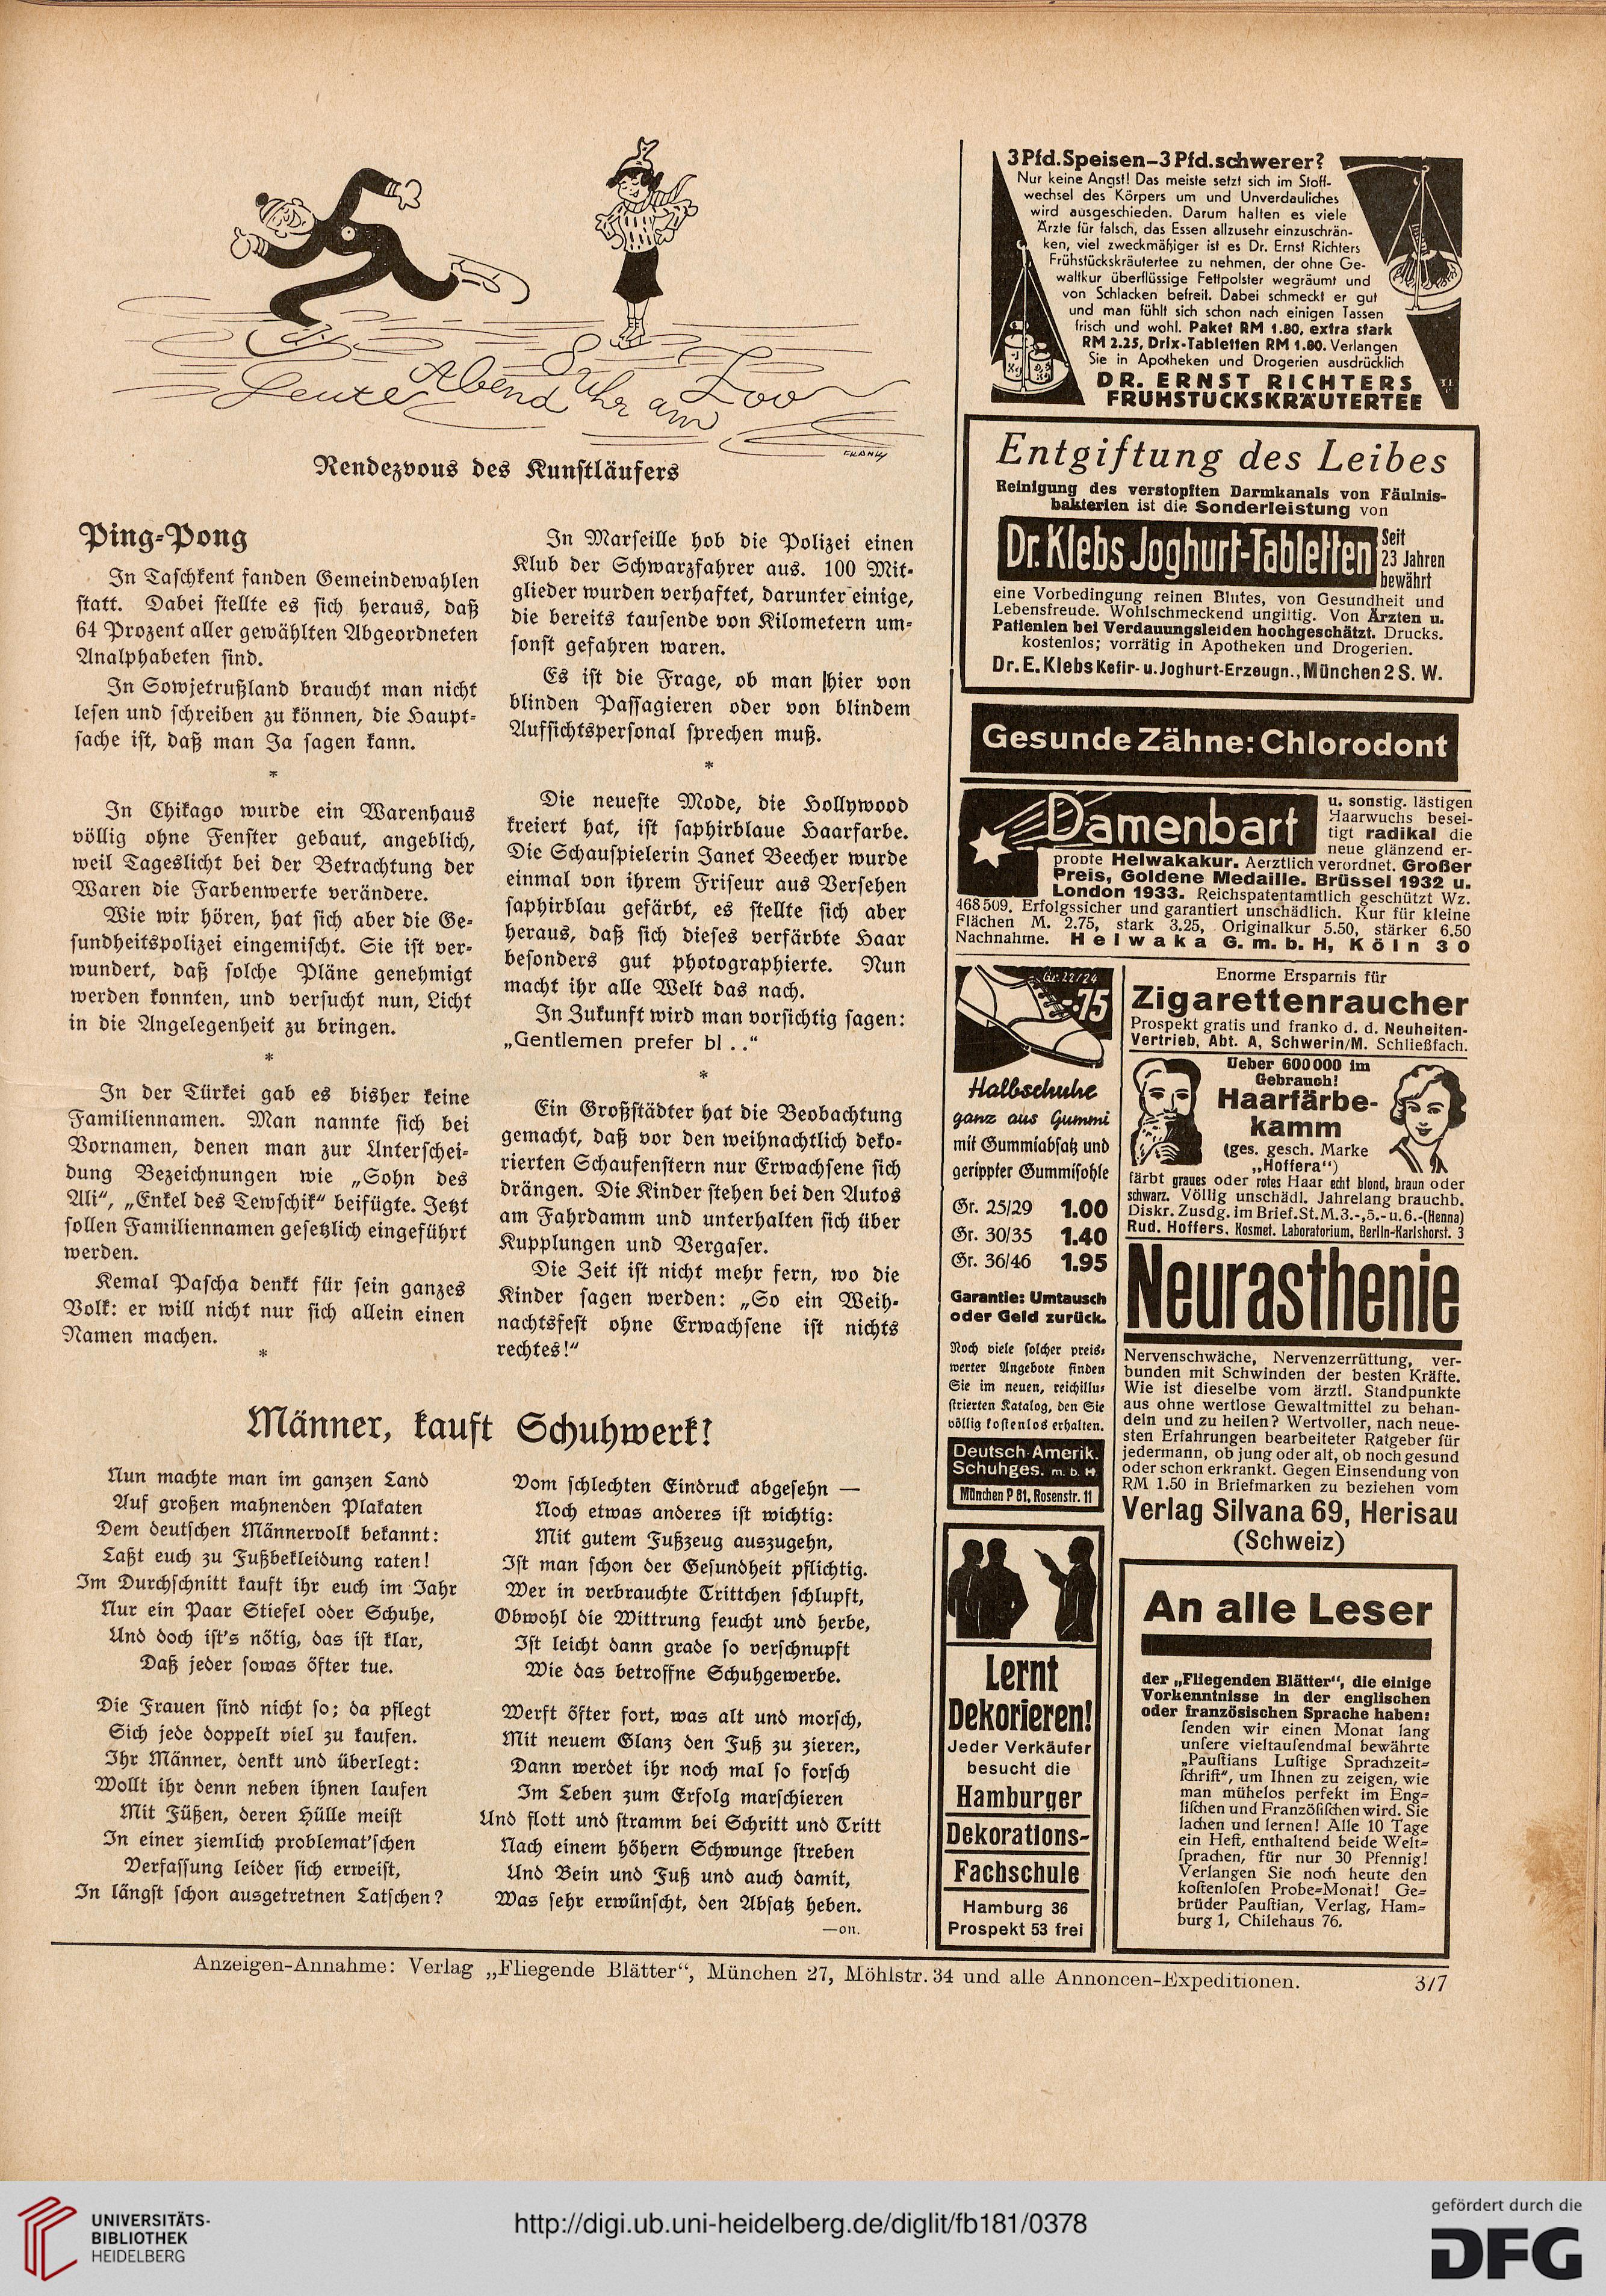 Heute Abend 8 Uhr am Zoo
FRANK
Rendezvous des Kunstläufers
Ping-Pong
In Taschkent fanden Gemeindewahlen
statt. Dabei stellte es sich heraus, daß
64 Prozent aller gewählten Abgeordneten
Analphabeten sind.
In Sowjetrußland braucht man nicht
lesen und schreiben zu können, die Haupt-
sache ist, daß man Ja sagen kann.
*
In Chikago wurde ein Warenhaus
völlig ohne Fenster gebaut, angeblich,
weil Tageslicht bei der Betrachtung der
Waren die Farbenwerte verändere.
Wie wir hören, hat sich aber die Ge-
sundheitspolizei eingemischt. Sie ist ver-
wundert, daß solche Pläne genehmigt
werden konnten, und versucht nun, Licht
in die Angelegenheit zu bringen.
*
In der Türkei gab es bisher keine
Familiennamen. Man nannte sich bei
Vornamen, denen man zur Unterschei-
dung Bezeichnungen wie „Sohn des
Ali“, „Enkel des Tewschik“ beifügte. Jetzt
sollen Familiennamen gesetzlich eingeführt
werden.
Kemal Pascha denkt für sein ganzes
Volk: er will nicht nur sich allein einen
Namen machen.
*
In Marseille hob die Polizei einen
Klub der Schwarzfahrer aus. 100 Mit-
glieder wurden verhaftet, darunter einige,
die bereits tausende von Kilometern um-
sonst gefahren waren.
Es ist die Frage, ob man hier von
blinden Passagieren oder von blindem
Aufsichtspersonal sprechen muß.
*
Die neueste Mode, die Hollywood
kreiert hat, ist saphirblaue Haarfarbe.
Die Schauspielerin Janet Beecher wurde
einmal von ihrem Friseur aus Versehen
saphirblau gefärbt, es stellte sich aber
heraus, daß sich dieses verfärbte Haar
besonders gut photographierte. Nun
macht ihr alle Welt das nach.
In Zukunft wird man vorsichtig sagen:
„Gentlemen prefer bl . .“
*
Ein Großstädter hat die Beobachtung
gemacht, daß vor den weihnachtlich deko-
rierten Schaufenstern nur Erwachsene sich
drängen. Die Kinder stehen bei den Autos
am Fahrdamm und unterhalten sich über
Kupplungen und Vergaser.
Die Zeit ist nicht mehr fern, wo die
Kinder sagen werden: „So ein Weih-
nachtsfest ohne Erwachsene ist nichts
rechtes!“
Männer, kauft Schuhwerk!
Nun machte man im ganzen Land
Auf großen mahnenden Plakaten
Dem deutschen Männervolk bekannt:
Laßt euch zu Fußbekleidung raten!
Im Durchschnitt kauft ihr euch im Jahr
Nur ein Paar Stiefel oder Schuhe,
Und doch ist's nötig, das ist klar,
Daß jeder sowas öfter tue.
Die Frauen sind nicht so; da pflegt
Sich jede doppelt viel zu kaufen.
Ihr Männer, denkt und überlegt:
Wollt ihr denn neben ihnen laufen
Mit Füßen, deren Hülle meist
In einer ziemlich problemat'schen
Verfassung leider sich erweist,
In längst schon ausgetretnen Latschen?
Vom schlechten Eindruck abgesehn —
Noch etwas anderes ist wichtig:
Mit gutem Fußzeug auszugehn,
Ist man schon der Gesundheit pflichtig.
Wer in verbrauchte Trittchen schlupft,
Obwohl die Wittrung feucht und herbe,
Ist leicht dann grade so verschnupft
Wie das betroffne Schuhgewerbe.
Werft öfter fort, was alt und morsch,
Mit neuem Glanz den Fuß zu zieren,
Dann werdet ihr noch mal so forsch
Im Leben zum Erfolg marschieren
Und flott und stramm bei Schritt und Tritt
Nach einem höhern Schwunge streben
Und Bein und Fuß und auch damit,
Was sehr erwünscht, den Absatz heben.
—on.
3 Pfd. Speisen–3 Pfd. schwerer?
Nur keine Angst! Das meiste setzt sich im Stoff-
wechsel des Körpers um und Unverdauliches
wird ausgeschieden. Darum halten es viele
Ärzte für falsch, das Essen allzusehr einzuschrän-
ken, viel zweckmäßiger ist es Dr. Ernst Richters
Frühstückskräutertee zu nehmen, der ohne Ge-
waltkur überflüssige Fettpolster wegräumt und
von Schlacken befreit. Dabei schmeckt er gut
und man fühlt sich schon nach einigen Tassen
frisch und wohl. Paket RM 1.80, extra stark
RM 2.25, Drix-Tabletten RM 1.80. Verlangen
Sie in Apotheken und Drogerien ausdrücklich
DR. ERNST RICHTERS
FRÜHSTÜCKSKRÄUTERTEE
Entgiftung des Leibes
Reinigung des verstopften Darmkanals von Fäulnis-
bakterien ist die Sonderleistung von
Dr. Klebs Joghurt-Tabletten
Seit
23 Jahren
bewährt
eine Vorbedingung reinen Blutes, von Gesundheit und
Lebensfreude. Wohlschmeckend ungiftig. Von Ärzten u.
Patienten bei Verdauungsleiden hochgeschätzt. Drucks.
kostenlos; vorrätig in Apotheken und Drogerien.
Dr. E. Klebs Kefir- u. Joghurt-Erzeugn., München 2 S. W.
Gesunde Zähne: Chlorodont
Damenbart
u. sonstig. lästigen
Haarwuchs besei-
tigt radikal die
neue glänzend er-
probte Helwakakur. Aerztlich verordnet. Großer
Preis, Goldene Medaille. Brüssel 1932 u.
London 1933. Reichspatentamtlich geschützt Wz.
468509. Erfolgssicher und garantiert unschädlich. Kur für kleine
Flächen M. 2.75, stark 3.25, Originalkur 5.50, stärker 6.50
Nachnahme. Helwaka G. m. b. H, Köln 30
Gr. 22/24
-.75
Halbschuhe
ganz aus Gummi
mit Gummiabsatz und
gerippter Gummisohle
Gr. 25/29 1.00
Gr. 30/35 1.40
Gr. 36/46 1.95
Garantie: Umtausch
oder Geld zurück.
Noch viele solcher preis-
werter Angebote finden
Sie im neuen, reichillu-
strierten Katalog, den Sie
völlig kostenlos erhalten.
Deutsch-Amerik.
Schuhges. m. b. H.
München P 81, Rosenstr. 11
Enorme Ersparnis für
Zigarettenraucher
Prospekt gratis und franko d. d. Neuheiten-
Vertrieb, Abt. A, Schwerin/M. Schließfach.
Ueber 600000 im
Gebrauch!
Haarfärbe-
kamm
(ges. gesch. Marke
„Hoffera“)
färbt graues oder rotes Haar echt blond, braun oder
schwarz. Völlig unschädl. Jahrelang brauchb.
Diskr. Zusdg. im Brief. St. M. 3.-, 5.- u. 6.-(Henna)
Rud. Hoffers, Kosmet. Laboratorium, Berlin-Karlshorst. 3
Neurasthenie
Nervenschwäche, Nervenzerrüttung, ver-
bunden mit Schwinden der besten Kräfte.
Wie ist dieselbe vom ärztl. Standpunkte
aus ohne wertlose Gewaltmittel zu behan-
deln und zu heilen? Wertvoller, nach neue-
sten Erfahrungen bearbeiteter Ratgeber für
jedermann, ob jung oder alt, ob noch gesund
oder schon erkrankt. Gegen Einsendung von
RM 1.50 in Briefmarken zu beziehen vom
Verlag Silvana 69, Herisau
(Schweiz)
Lernt
Dekorieren!
Jeder Verkäufer
besucht die
Hamburger
Dekorations-
Fachschule
Hamburg 36
Prospekt 53 frei
An alle Leser
der „Fliegenden Blätter“, die einige
Vorkenntnisse in der englischen
oder französischen Sprache haben:
senden wir einen Monat lang
unsere vieltausendmal bewährte
„Paustians Lustige Sprachzeit-
schrift“, um Ihnen zu zeigen, wie
man mühelos perfekt im Eng-
lischen und Französischen wird. Sie
lachen und lernen! Alle 10 Tage
ein Heft, enthaltend beide Welt-
sprachen, für nur 30 Pfennig!
Verlangen Sie noch heute den
kostenlosen Probe-Monat! Ge-
brüder Paustian, Verlag, Ham-
burg 1, Chilehaus 76.
Anzeigen-Annahme: Verlag „Fliegende Blätter“, München 27, Möhlstr. 34 und alle Annoncen-Expeditionen.
3/7
UNIVERSITÄTS-
BIBLIOTHEK
HEIDELBERG
http://digi.ub.uni-heidelberg.de/diglit/fb181/0378
gefördert durch die
DFG